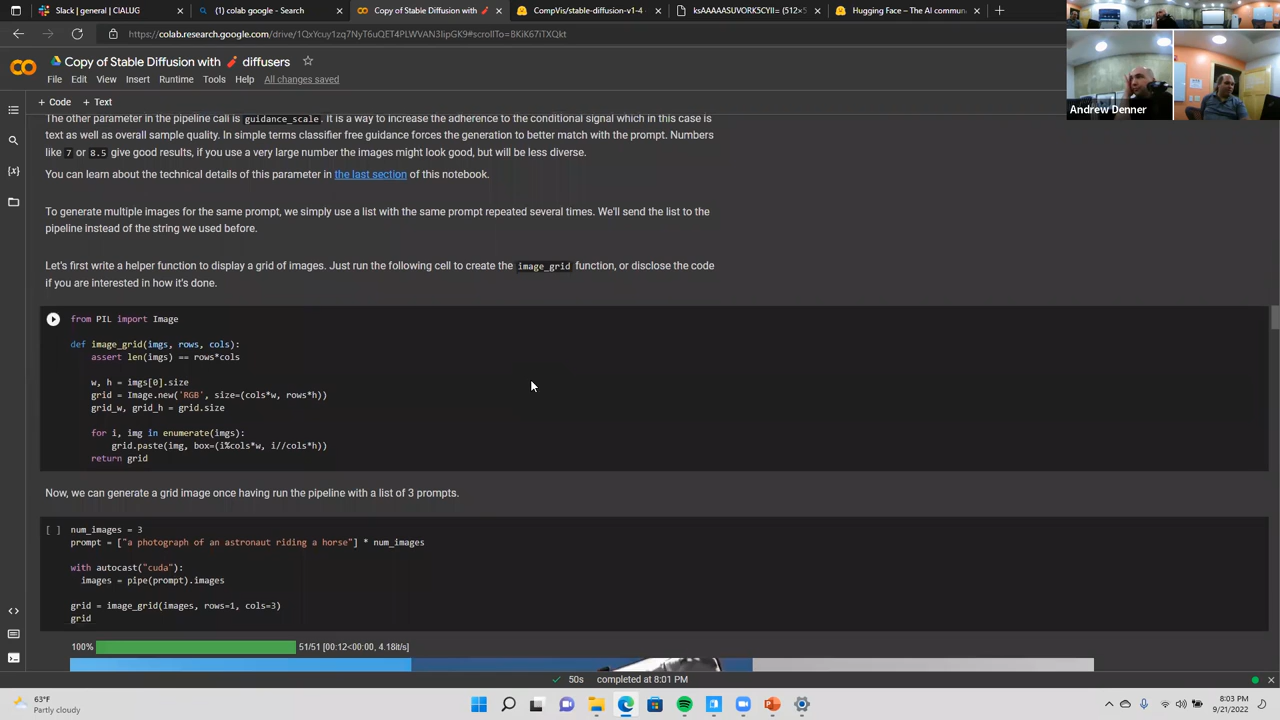 Slack | general | CIALUG
(1) colab google - Search
Copy of Stable Diffusion with
CompVis/stable-diffusion-v1-4
Hugging Face – The AI commun
Copy of Stable Diffusion with 🧨 diffusers
File Edit View Insert Runtime Tools Help All changes saved
+ Code + Text
The other parameter in the pipeline call is guidance_scale. It is a way to increase the adherence to the conditional signal which in this case is
text as well as overall sample quality. In simple terms classifier free guidance forces the generation to better match with the prompt. Numbers
like 7 or 8.5 give good results, if you use a very large number the images might look good, but will be less diverse.
You can learn about the technical details of this parameter in the last section of this notebook.
To generate multiple images for the same prompt, we simply use a list with the same prompt repeated several times. We'll send the list to the
pipeline instead of the string we used before.
Let's first write a helper function to display a grid of images. Just run the following cell to create the image_grid function, or disclose the code
if you are interested in how it's done.
from PIL import Image
def image_grid(imgs, rows, cols):
assert len(imgs) == rows*cols
w, h = imgs[0].size
grid = Image.new('RGB', size=(cols*w, rows*h))
grid_w, grid_h = grid.size
for i, img in enumerate(imgs):
grid.paste(img, box=(i%cols*w, i//cols*h))
return grid
Now, we can generate a grid image once having run the pipeline with a list of 3 prompts.
[ ] num_images = 3
prompt = ["a photograph of an astronaut riding a horse"] * num_images
with autocast("cuda"):
images = pipe(prompt).images
grid = image_grid(images, rows=1, cols=3)
grid
100% 51/51 [00:12<00:00, 4.18it/s]
50s completed at 8:01 PM
Andrew Denner
63°F
Partly cloudy
8:03 PM
9/21/2022